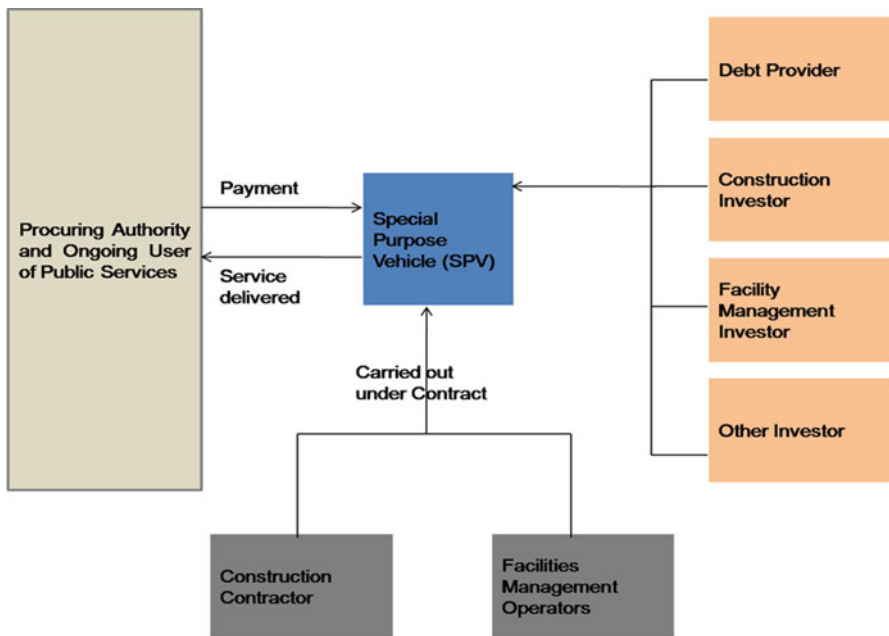 Procuring Authority
and Ongoing User
of Public Services
Payment
Service
delivered
Special
Purpose
Vehicle (SPV)
Carried out
under Contract
Debt Provider
Construction
Investor
Facility
Management
Investor
Other Investor
Construction
Contractor
Facilities
Management
Operators